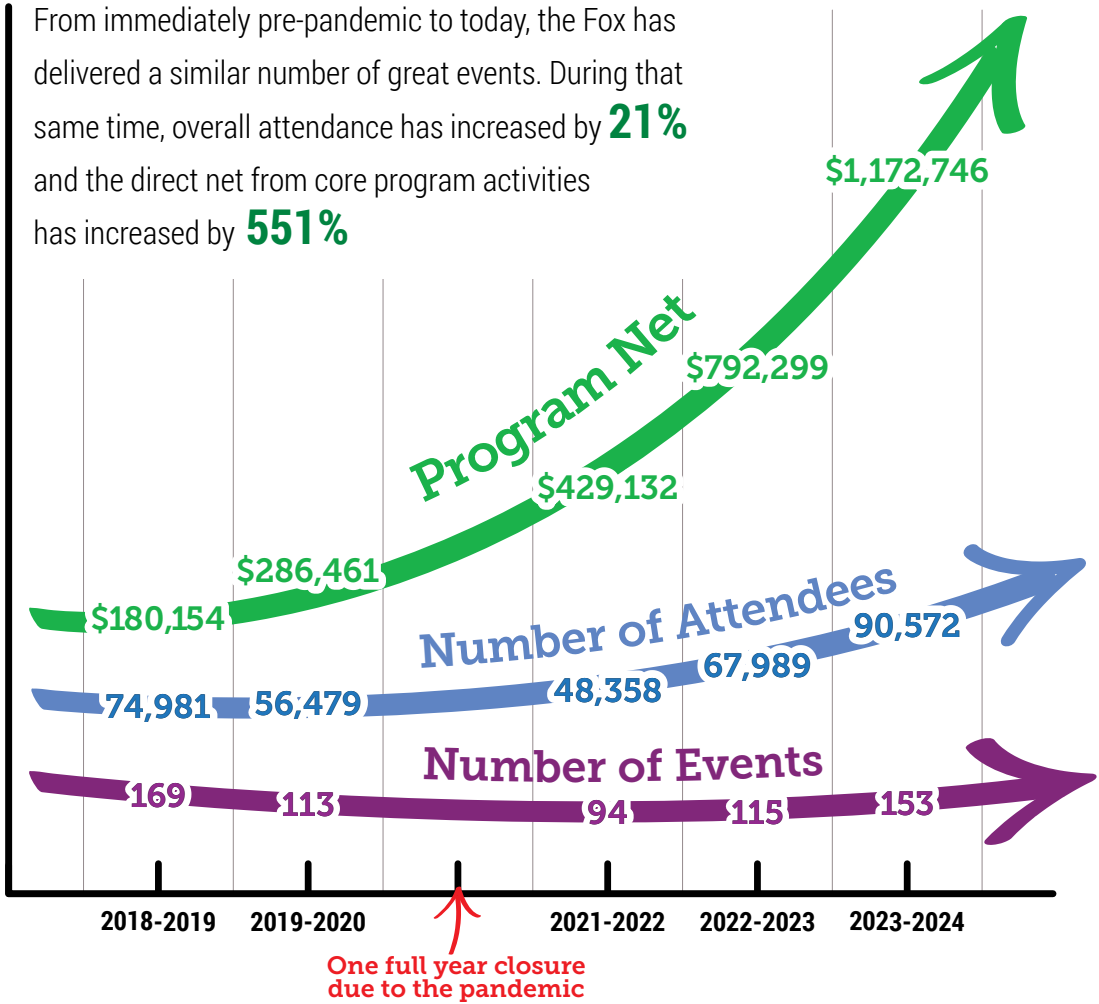 From immediately pre-pandemic to today, the Fox has
delivered a similar number of great events. During that
same time, overall attendance has increased by 21%
and the direct net from core program activities
has increased by 551%
Program Net
$180,154
$286,461
$429,132
$792,299
$1,172,746
Number of Attendees
74,981
56,479
48,358
67,989
90,572
Number of Events
169
113
94
115
153
2018-2019
2019-2020
2021-2022
2022-2023
2023-2024
One full year closure
due to the pandemic